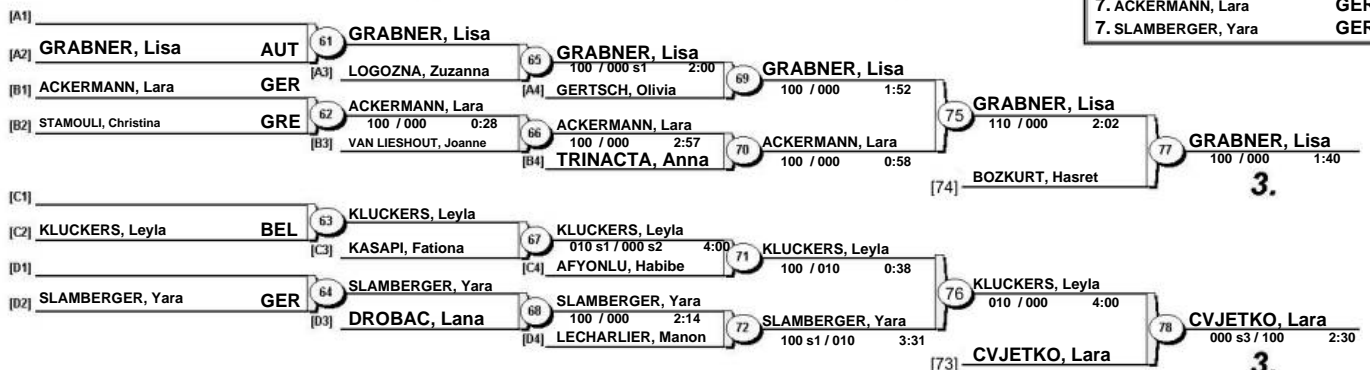 7. ACKERMANN, Lara GER
7. SLAMBERGER, Yara GER
[A1]
[A2] GRABNER, Lisa AUT
61
GRABNER, Lisa
[A3] LOGOZNA, Zuzanna
65
GRABNER, Lisa
100 / 000 s1 2:00
[A4] GERTSCH, Olivia
69
GRABNER, Lisa
100 / 000 1:52
[B1] ACKERMANN, Lara GER
[B2] STAMOULI, Christina GRE
62
ACKERMANN, Lara
100 / 000 0:28
[B3] VAN LIESHOUT, Joanne
66
ACKERMANN, Lara
100 / 000 2:57
[B4] TRINACTA, Anna
70
ACKERMANN, Lara
100 / 000 0:58
75
GRABNER, Lisa
110 / 000 2:02
[74] BOZKURT, Hasret
77
GRABNER, Lisa
100 / 000 1:40
3.
[C1]
[C2] KLUCKERS, Leyla BEL
63
KLUCKERS, Leyla
[C3] KASAPI, Fationa
67
KLUCKERS, Leyla
010 s1 / 000 s2 4:00
[C4] AFYONLU, Habibe
71
KLUCKERS, Leyla
100 / 010 0:38
[D1]
[D2] SLAMBERGER, Yara GER
64
SLAMBERGER, Yara
[D3] DROBAC, Lana
68
SLAMBERGER, Yara
100 / 000 2:14
[D4] LECHARLIER, Manon
72
SLAMBERGER, Yara
100 s1 / 010 3:31
76
KLUCKERS, Leyla
010 / 000 4:00
[73] CVJETKO, Lara
78
CVJETKO, Lara
000 s3 / 100 2:30
3.